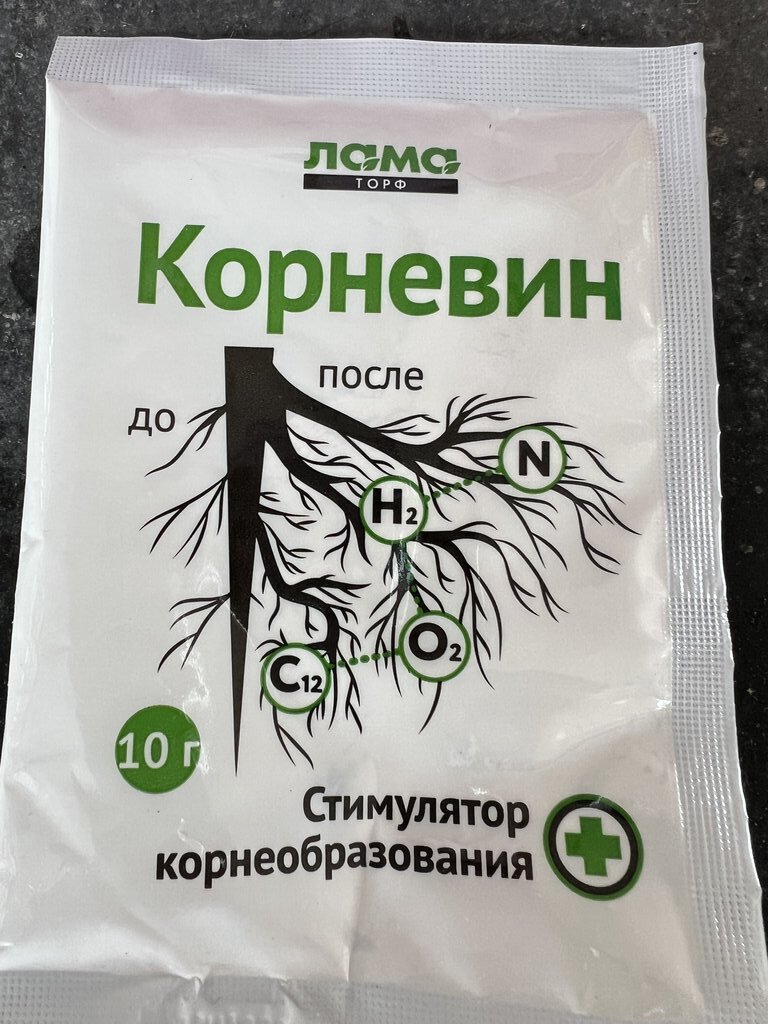 лама
ТОРФ
Корневин
после
до
N
H₂
O₂
C₁₂
10 г
Стимулятор
корнеобразования